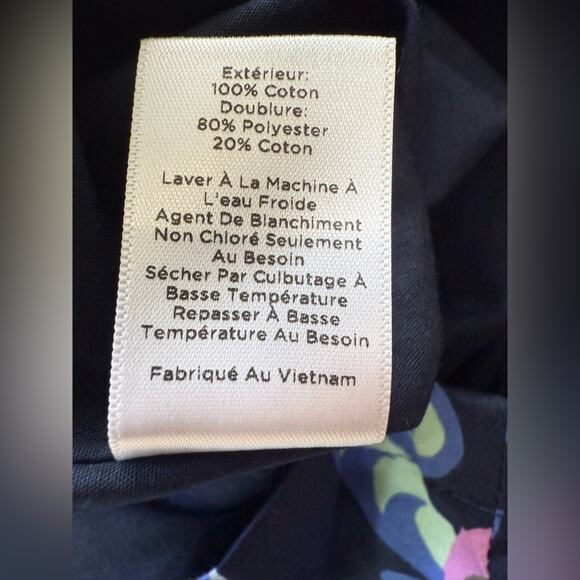 Extérieur:
100% Coton
Doublure:
80% Polyester
20% Coton
Laver À La Machine À
L'eau Froide
Agent De Blanchiment
Non Chloré Seulement
Au Besoin
Sécher Par Culbutage À
Basse Température
Repasser À Basse
Température Au Besoin
Fabriqué Au Vietnam